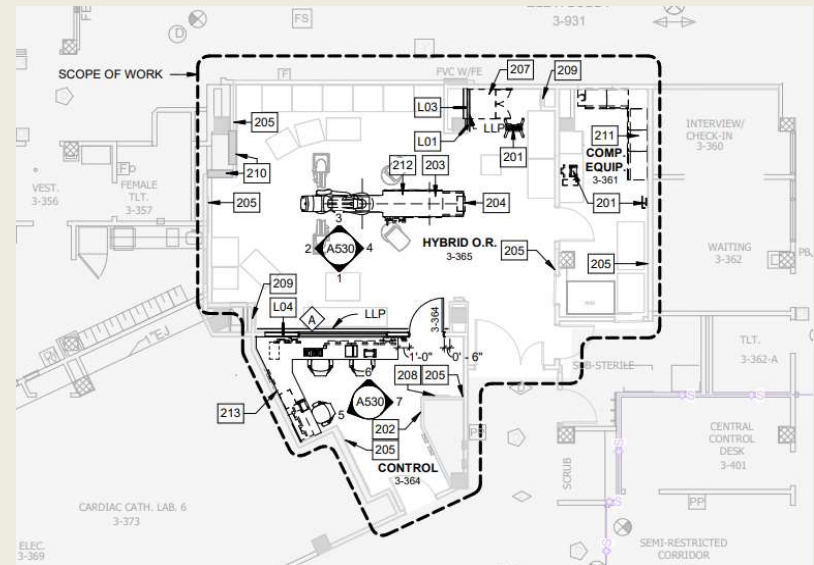 3-931
FE
FS
D
SCOPE OF WORK
F
FVC W/FE
207
209
205
L03
L01
LLP
201
211
INTERVIEW/
CHECK-IN
3-360
COMP.
EQUIP.
3-361
210
212
203
201
VEST.
3-356
FEMALE
TLT.
3-357
F
205
204
3
2 A530 4
1
HYBRID O.R.
3-365
205
205
WAITING
3-362
PB
209
L04
A
LLP
3-364
1'-0"
0' - 6"
"EJ
RN
SUB-STERILE
TLT.
3-362-A
208
205
6
5 A530 7
213
202
205
PP
CONTROL
3-364
SCRUB
CENTRAL
CONTROL
DESK
3-401
S
S
S
S
PP
CARDIAC CATH. LAB. 6
3-373
ELEC.
3-369
SEMI-RESTRICTED
CORRIDOR